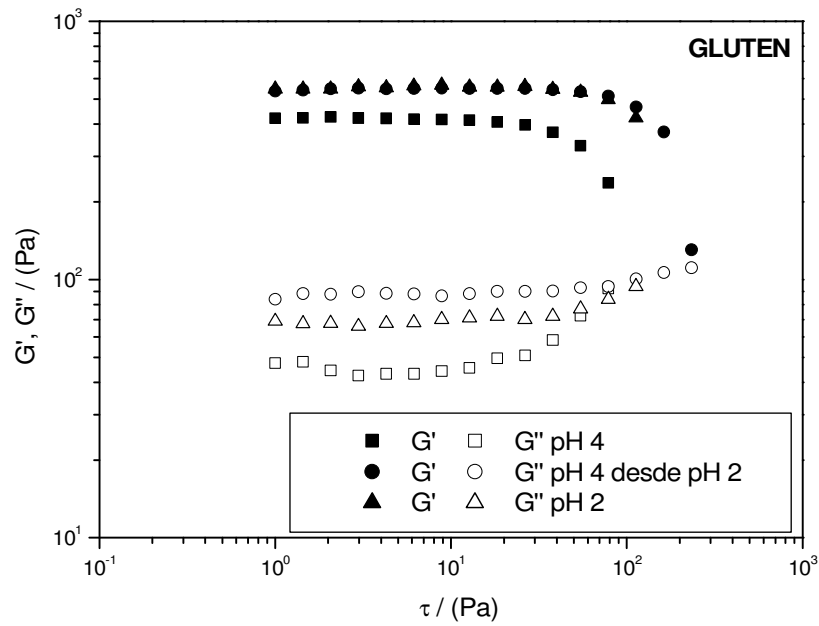 GLUTEN
10³
10²
10¹
G', G'' / (Pa)
G' G'' pH 4
G' G'' pH 4 desde pH 2
G' G'' pH 2
10⁻¹ 10⁰ 10¹ 10² 10³
τ / (Pa)